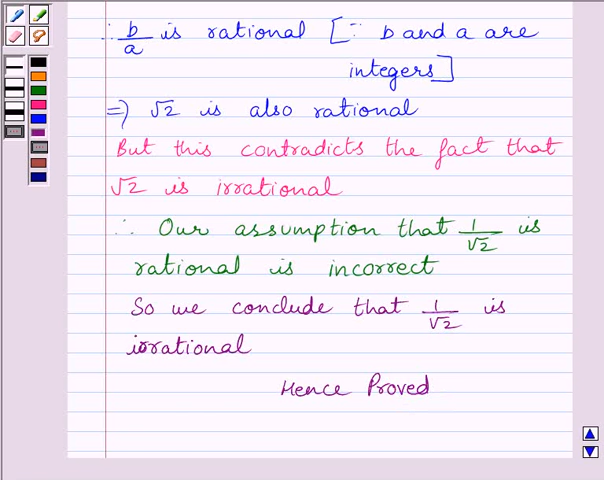 ∴ b/a is rational [∵ b and a are
integers]
=) √2 is also rational
But this contradicts the fact that
√2 is irrational
∴ Our assumption that 1/√2 is
rational is incorrect
So we conclude that 1/√2 is
irrational
Hence Proved